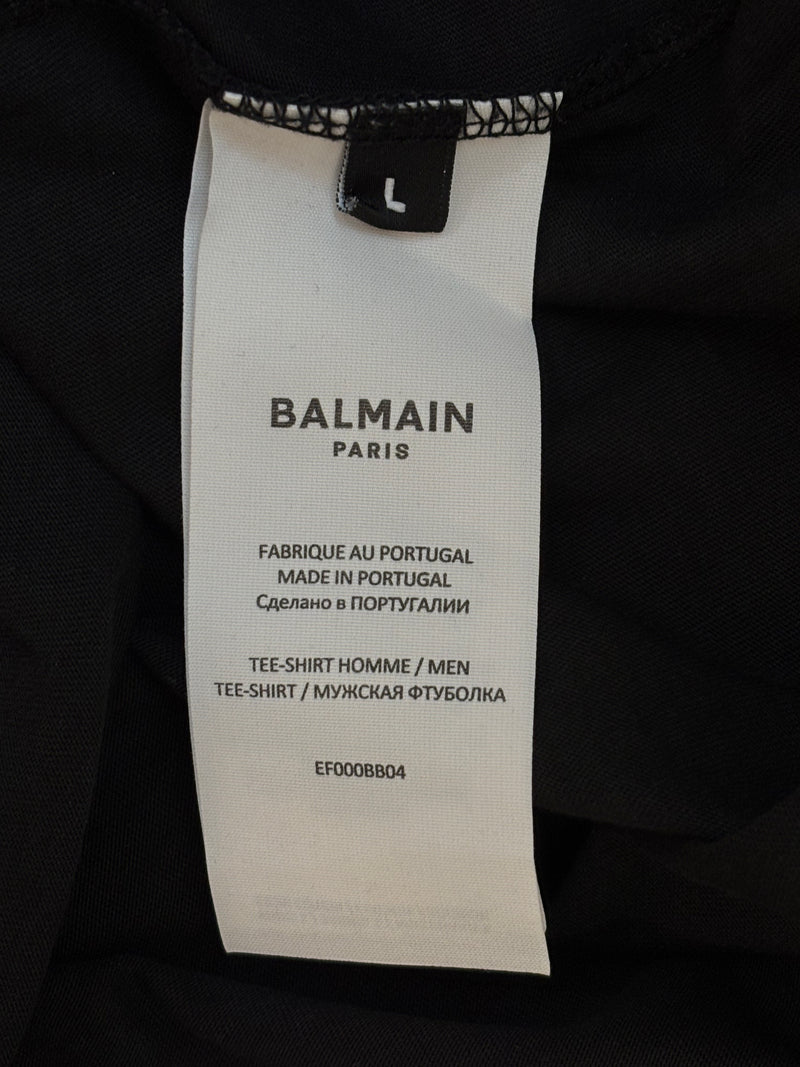 L
BALMAIN
PARIS
FABRIQUE AU PORTUGAL
MADE IN PORTUGAL
Сделано в ПОРТУГАЛИИ
TEE-SHIRT HOMME / MEN
TEE-SHIRT / МУЖСКАЯ ФТУБОЛКА
EF000BB04